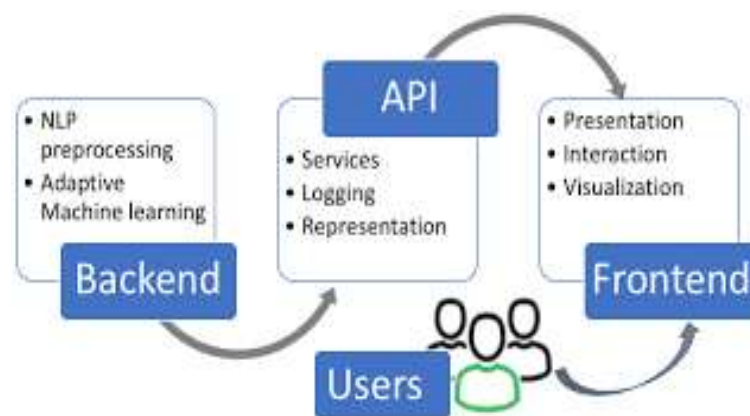 API
• NLP
preprocessing
• Adaptive
Machine learning
Backend
• Services
• Logging
• Representation
• Presentation
• Interaction
• Visualization
Frontend
Users